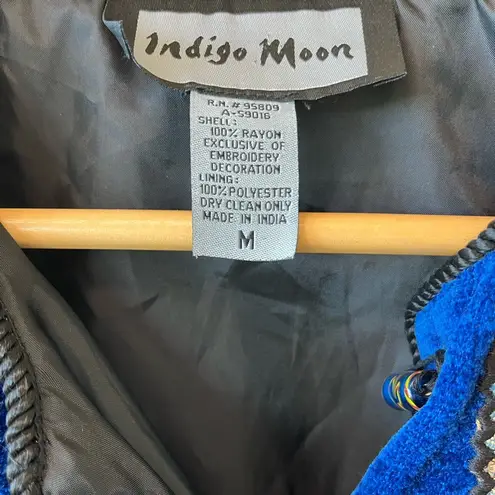 Indigo Moon
R.N. # 95809
A-59016
SHELL:
100% RAYON
EXCLUSIVE OF
EMBROIDERY
DECORATION
LINING:
100% POLYESTER
DRY CLEAN ONLY
MADE IN INDIA
M